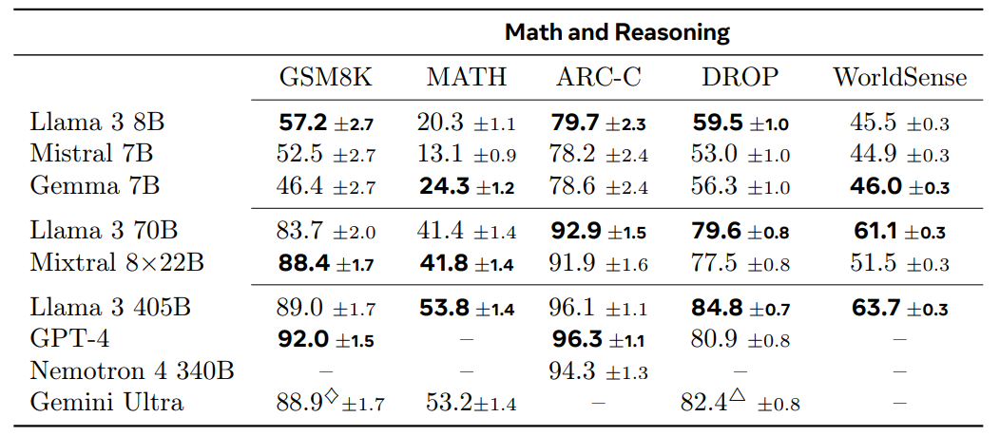 Math and Reasoning
GSM8K MATH ARC-C DROP WorldSense
Llama 3 8B 57.2 ±2.7 20.3 ±1.1 79.7 ±2.3 59.5 ±1.0 45.5 ±0.3
Mistral 7B 52.5 ±2.7 13.1 ±0.9 78.2 ±2.4 53.0 ±1.0 44.9 ±0.3
Gemma 7B 46.4 ±2.7 24.3 ±1.2 78.6 ±2.4 56.3 ±1.0 46.0 ±0.3
Llama 3 70B 83.7 ±2.0 41.4 ±1.4 92.9 ±1.5 79.6 ±0.8 61.1 ±0.3
Mixtral 8×22B 88.4 ±1.7 41.8 ±1.4 91.9 ±1.6 77.5 ±0.8 51.5 ±0.3
Llama 3 405B 89.0 ±1.7 53.8 ±1.4 96.1 ±1.1 84.8 ±0.7 63.7 ±0.3
GPT-4 92.0 ±1.5 – 96.3 ±1.1 80.9 ±0.8 –
Nemotron 4 340B – – 94.3 ±1.3 – –
Gemini Ultra 88.9◇±1.7 53.2±1.4 – 82.4△ ±0.8 –